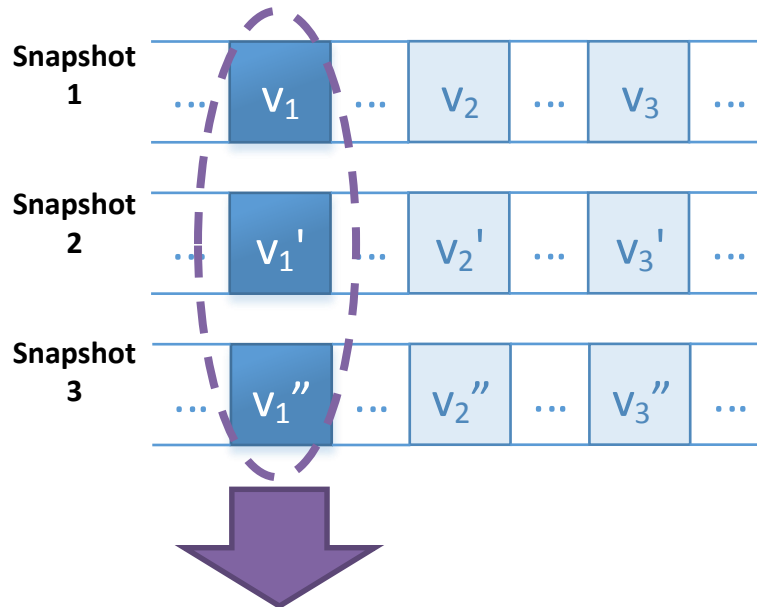 Snapshot 1
... v₁ ... v₂ ... v₃ ...
Snapshot 2
... v₁' ... v₂' ... v₃' ...
Snapshot 3
... v₁” ... v₂” ... v₃” ...